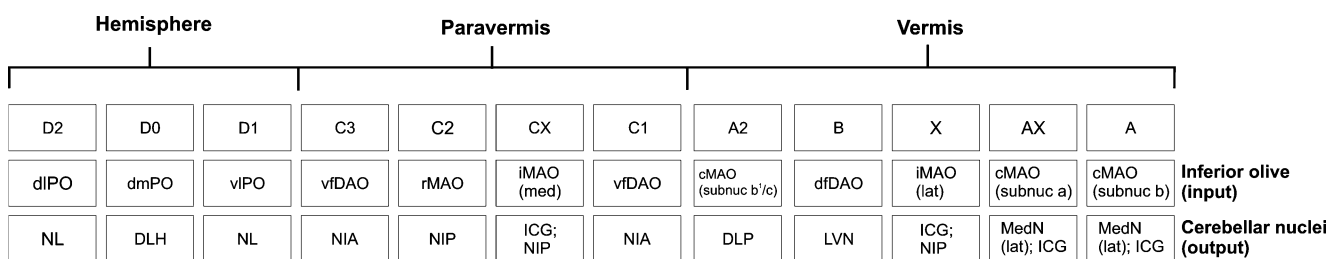 Hemisphere Paravermis Vermis
D2 D0 D1 C3 C2 CX C1 A2 B X AX A
dlPO dmPO vlPO vfDAO rMAO iMAO (med) vfDAO cMAO (subnuc b¹/c) dfDAO iMAO (lat) cMAO (subnuc a) cMAO (subnuc b) Inferior olive (input)
NL DLH NL NIA NIP ICG; NIP NIA DLP LVN ICG; NIP MedN (lat); ICG MedN (lat); ICG Cerebellar nuclei (output)